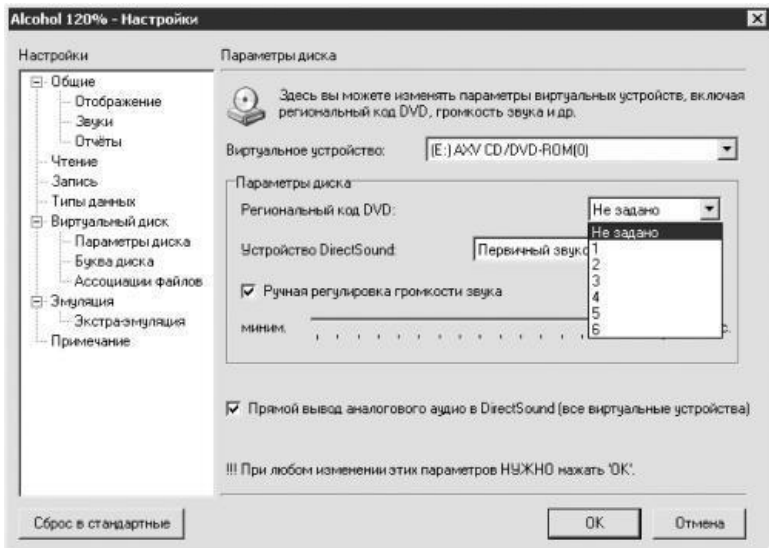 Alcohol 120% - Настройки
Настройки
Общие
Отображение
Звуки
Отчёты
Чтение
Запись
Типы данных
Виртуальный диск
Параметры диска
Буква диска
Ассоциации файлов
Эмуляция
Экстра-эмуляция
Примечание
Параметры диска
Здесь вы можете изменять параметры виртуальных устройств, включая
региональный код DVD, громкость звука и др.
Виртуальное устройство: (E:) AXV CD/DVD-ROM(0)
Параметры диска
Региональный код DVD: Не задано
Не задано
1
2
3
4
5
6
Устройство DirectSound: Первичный
Ручная регулировка громкости звука
миним.
Прямой вывод аналогового аудио в DirectSound (все виртуальные устройства)
!!! При любом изменении этих параметров НУЖНО нажать 'OK'.
Сброс в стандартные
OK
Отмена